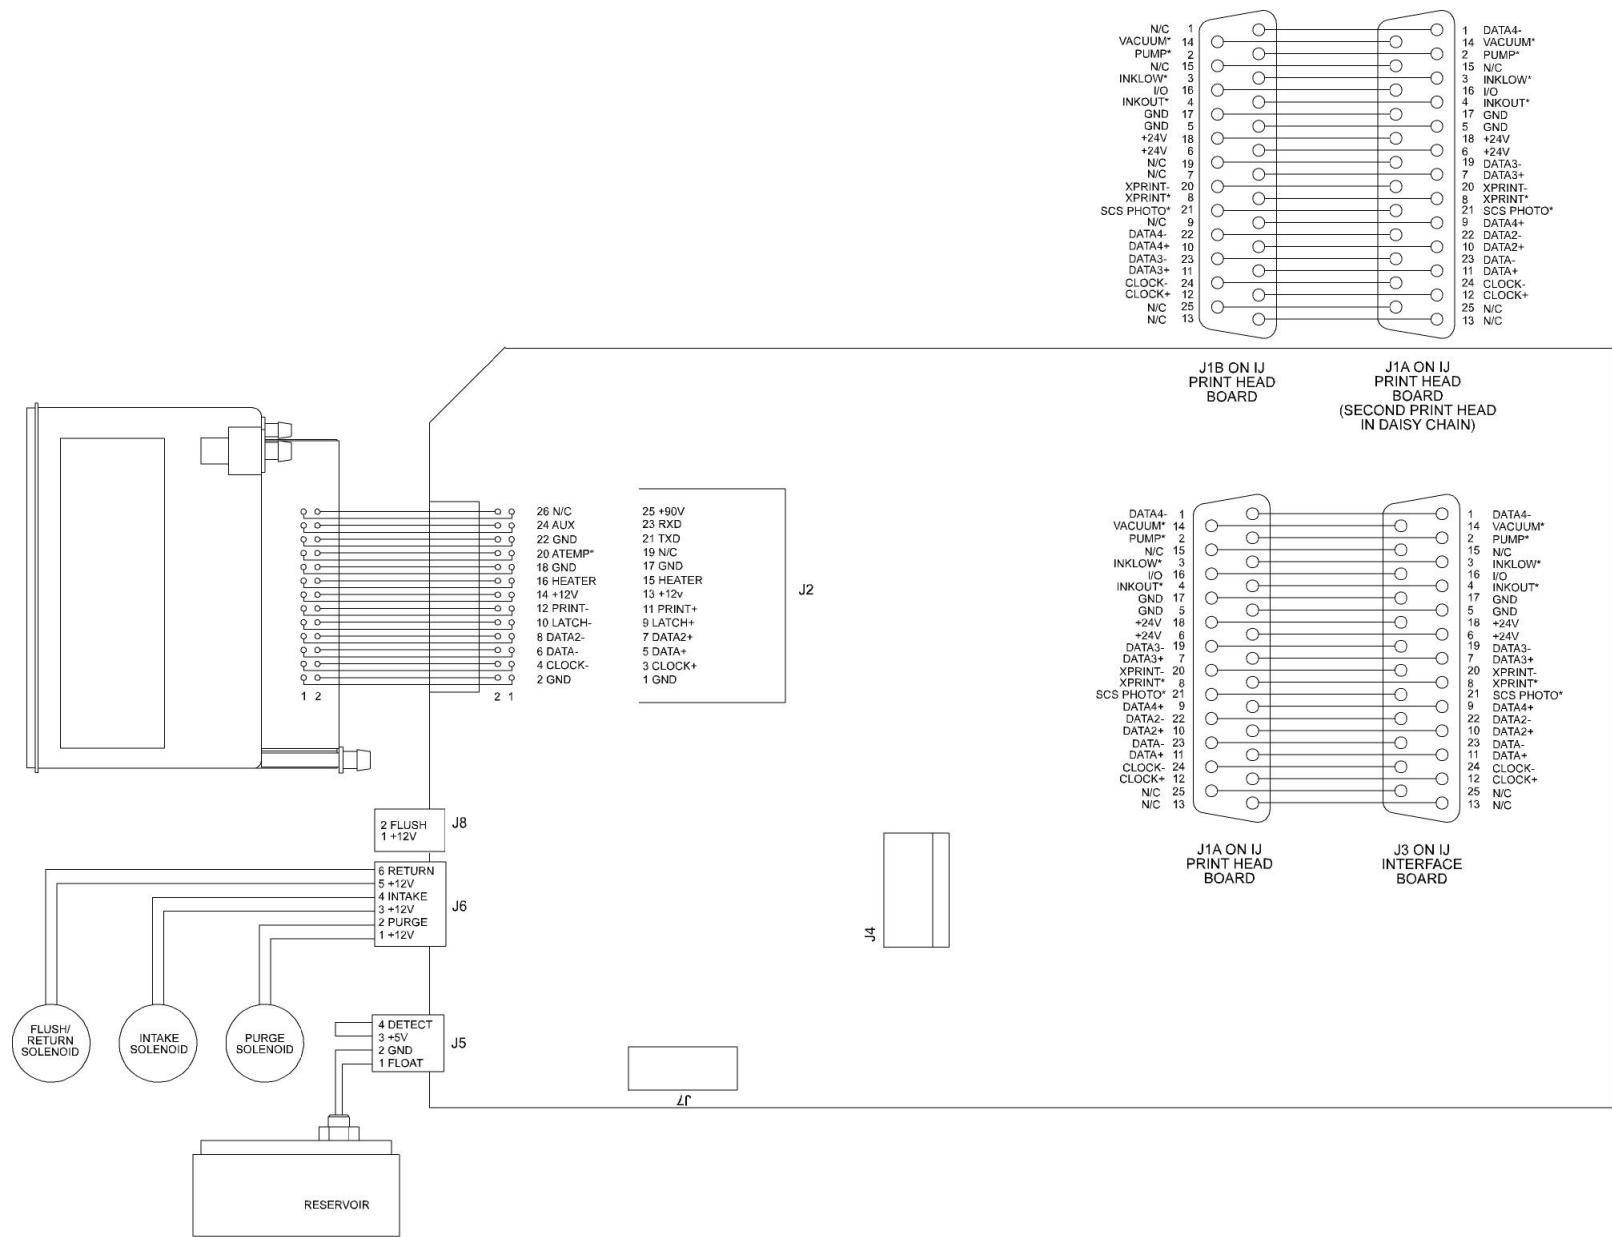 N/C 1
VACUUM* 14
PUMP* 2
N/C 15
INKLOW* 3
I/O 16
INKOUT* 4
GND 17
GND 5
+24V 18
+24V 6
N/C 19
N/C 7
XPRINT- 20
XPRINT* 8
SCS PHOTO* 21
N/C 9
DATA4- 22
DATA4+ 10
DATA3- 23
DATA3+ 11
CLOCK- 24
CLOCK+ 12
N/C 25
N/C 13
1 DATA4-
14 VACUUM*
2 PUMP*
15 N/C
3 INKLOW*
16 I/O
4 INKOUT*
17 GND
5 GND
18 +24V
6 +24V
19 DATA3-
7 DATA3+
20 XPRINT-
8 XPRINT*
21 SCS PHOTO*
9 DATA4+
22 DATA2-
10 DATA2+
23 DATA-
11 DATA+
24 CLOCK-
12 CLOCK+
25 N/C
13 N/C
J1B ON IJ
PRINT HEAD
BOARD
J1A ON IJ
PRINT HEAD
BOARD
(SECOND PRINT HEAD
IN DAISY CHAIN)
26 N/C
24 AUX
22 GND
20 ATEMP*
18 GND
16 HEATER
14 +12V
12 PRINT-
10 LATCH-
8 DATA2-
6 DATA-
4 CLOCK-
2 GND
25 +90V
23 RXD
21 TXD
19 N/C
17 GND
15 HEATER
13 +12v
11 PRINT+
9 LATCH+
7 DATA2+
5 DATA+
3 CLOCK+
1 GND
J2
1 2
2 1
DATA4- 1
VACUUM* 14
PUMP* 2
N/C 15
INKLOW* 3
I/O 16
INKOUT* 4
GND 17
GND 5
+24V 18
+24V 6
DATA3- 19
DATA3+ 7
XPRINT- 20
XPRINT* 8
SCS PHOTO* 21
DATA4+ 9
DATA2- 22
DATA2+ 10
DATA- 23
DATA+ 11
CLOCK- 24
CLOCK+ 12
N/C 25
N/C 13
1 DATA4-
14 VACUUM*
2 PUMP*
15 N/C
3 INKLOW*
16 I/O
4 INKOUT*
17 GND
5 GND
18 +24V
6 +24V
19 DATA3-
7 DATA3+
20 XPRINT-
8 XPRINT*
21 SCS PHOTO*
9 DATA4+
22 DATA2-
10 DATA2+
23 DATA-
11 DATA+
24 CLOCK-
12 CLOCK+
25 N/C
13 N/C
J1A ON IJ
PRINT HEAD
BOARD
J3 ON IJ
INTERFACE
BOARD
2 FLUSH
1 +12V
J8
6 RETURN
5 +12V
4 INTAKE
3 +12V
2 PURGE
1 +12V
J6
J4
FLUSH/
RETURN
SOLENOID
INTAKE
SOLENOID
PURGE
SOLENOID
4 DETECT
3 +5V
2 GND
1 FLOAT
J5
J7
RESERVOIR